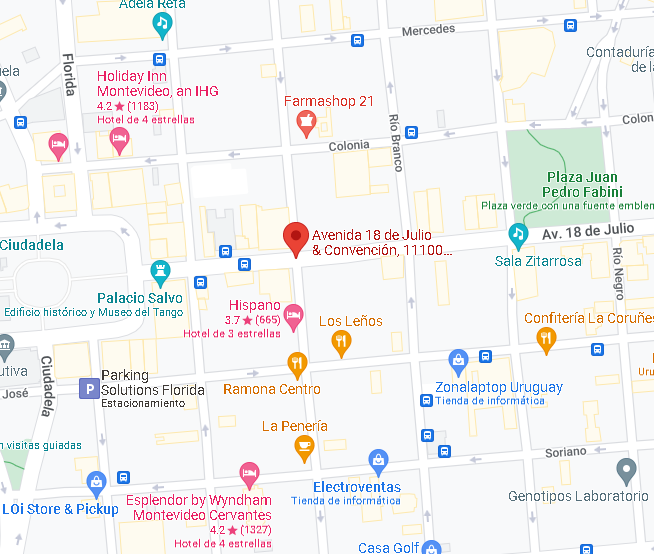 Adela Reta
Mercedes
Contaduría
de la
Florida
Holiday Inn
Montevideo, an IHG
4.2★(1183)
Hotel de 4 estrellas
Farmashop 21
Río Branco
Colonia
Colon
Plaza Juan
Pedro Fabini
Plaza verde con una fuente emblem
Ciudadela
Avenida 18 de Julio
& Convención, 11100...
Av. 18 de Julio
Sala Zitarrosa
Río Negro
Palacio Salvo
Edificio histórico y Museo del Tango
Hispano
3.7★(665)
Hotel de 3 estrellas
Los Leños
Confitería La Coruñes
utiva
Ciudadela
José
P
Parking
Solutions Florida
Estacionamiento
Ramona Centro
Zonalaptop Uruguay
Tienda de informática
Uru
La Penería
n visitas guiadas
Soriano
LOi Store & Pickup
Esplendor by Wyndham
Montevideo Cervantes
4.2★(1327)
Hotel de 4 estrellas
Electroventas
Tienda de informática
Genotipos Laboratorio
Casa Golf